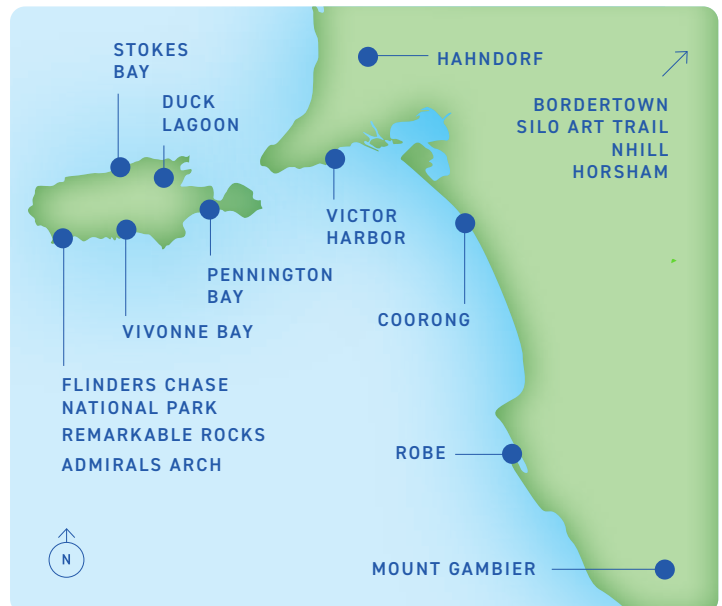 STOKES
BAY
HAHNDORF
DUCK
LAGOON
BORDERTOWN
SILO ART TRAIL
NHILL
HORSHAM
VICTOR
HARBOR
PENNINGTON
BAY
VIVONNE BAY
COORONG
FLINDERS CHASE
NATIONAL PARK
REMARKABLE ROCKS
ADMIRALS ARCH
ROBE
N
MOUNT GAMBIER